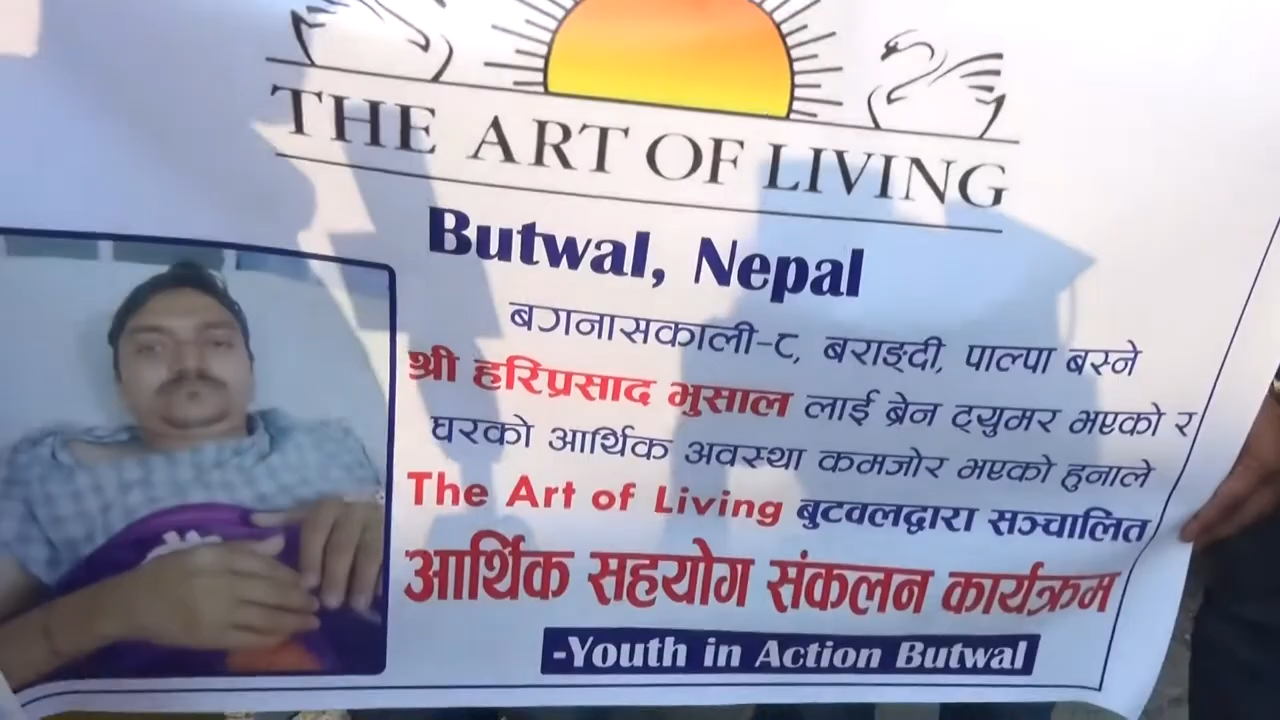 THE ART OF LIVING
Butwal, Nepal
बगनासकाली-८, बराङ्दी, पाल्पा बस्ने
श्री हरिप्रसाद भुसाल लाई ब्रेन ट्युमर भएको र
घरको आर्थिक अवस्था कमजोर भएको हुनाले
The Art of Living बुटवलद्वारा सञ्चालित
आर्थिक सहयोग संकलन कार्यक्रम
-Youth in Action Butwal